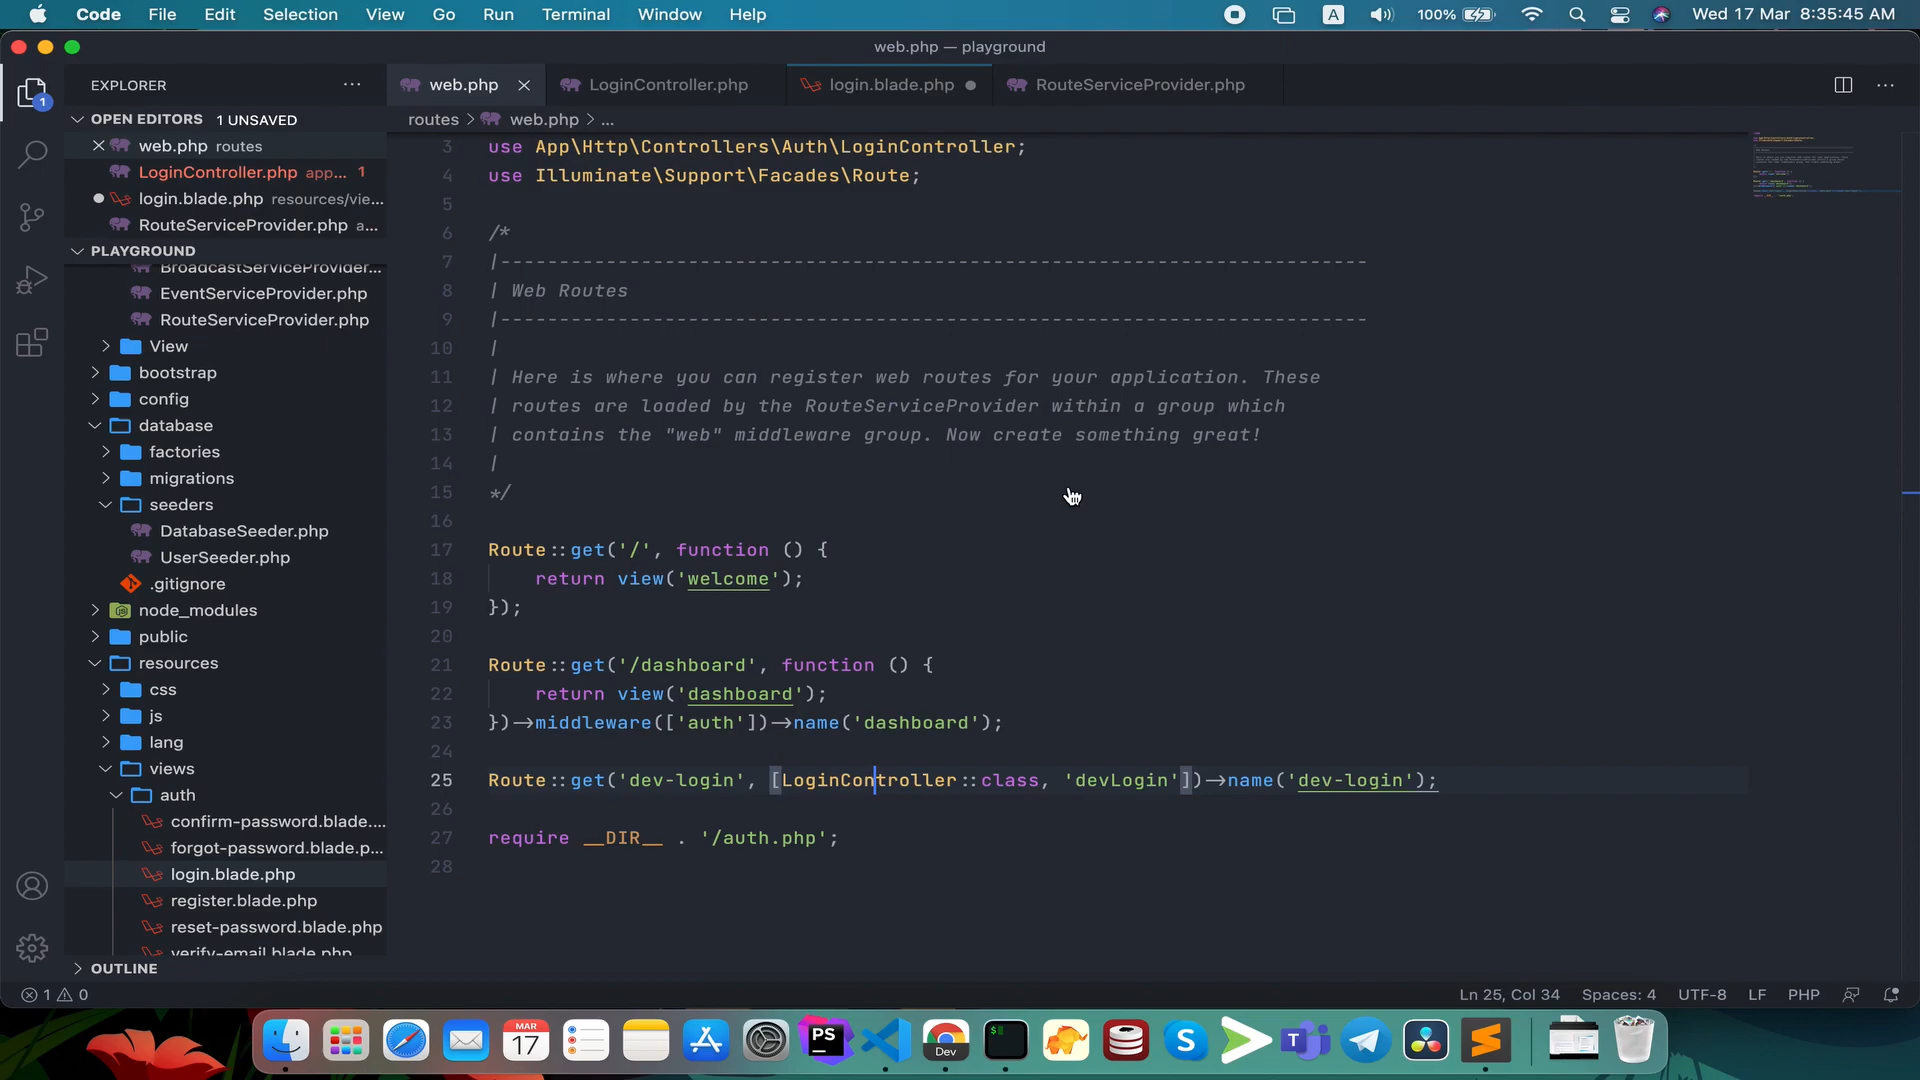 Code File Edit Selection View Go Run Terminal Window Help A 100% Wed 17 Mar 8:35:45 AM
web.php — playground
EXPLORER ...
web.php LoginController.php login.blade.php RouteServiceProvider.php ...
OPEN EDITORS 1 UNSAVED
routes > web.php > ...
web.php routes
LoginController.php app... 1
login.blade.php resources/vie...
RouteServiceProvider.php a...
PLAYGROUND
BroadcastServiceProvider...
EventServiceProvider.php
RouteServiceProvider.php
View
bootstrap
config
database
factories
migrations
seeders
DatabaseSeeder.php
UserSeeder.php
.gitignore
node_modules
public
resources
css
js
lang
views
auth
confirm-password.blade....
forgot-password.blade.p...
login.blade.php
register.blade.php
reset-password.blade.php
verify-email.blade.php
OUTLINE
3 use App\Http\Controllers\Auth\LoginController;
4 use Illuminate\Support\Facades\Route;
5
6 /*
7 |--------------------------------------------------------------------------
8 | Web Routes
9 |--------------------------------------------------------------------------
10 |
11 | Here is where you can register web routes for your application. These
12 | routes are loaded by the RouteServiceProvider within a group which
13 | contains the "web" middleware group. Now create something great!
14 |
15 */
16
17 Route::get('/', function () {
18 return view('welcome');
19 });
20
21 Route::get('/dashboard', function () {
22 return view('dashboard');
23 })->middleware(['auth'])->name('dashboard');
24
25 Route::get('dev-login', [LoginController::class, 'devLogin'])->name('dev-login');
26
27 require __DIR__ . '/auth.php';
28
1 0 Ln 25, Col 34 Spaces: 4 UTF-8 LF PHP
MAR
17
PS
Dev
$